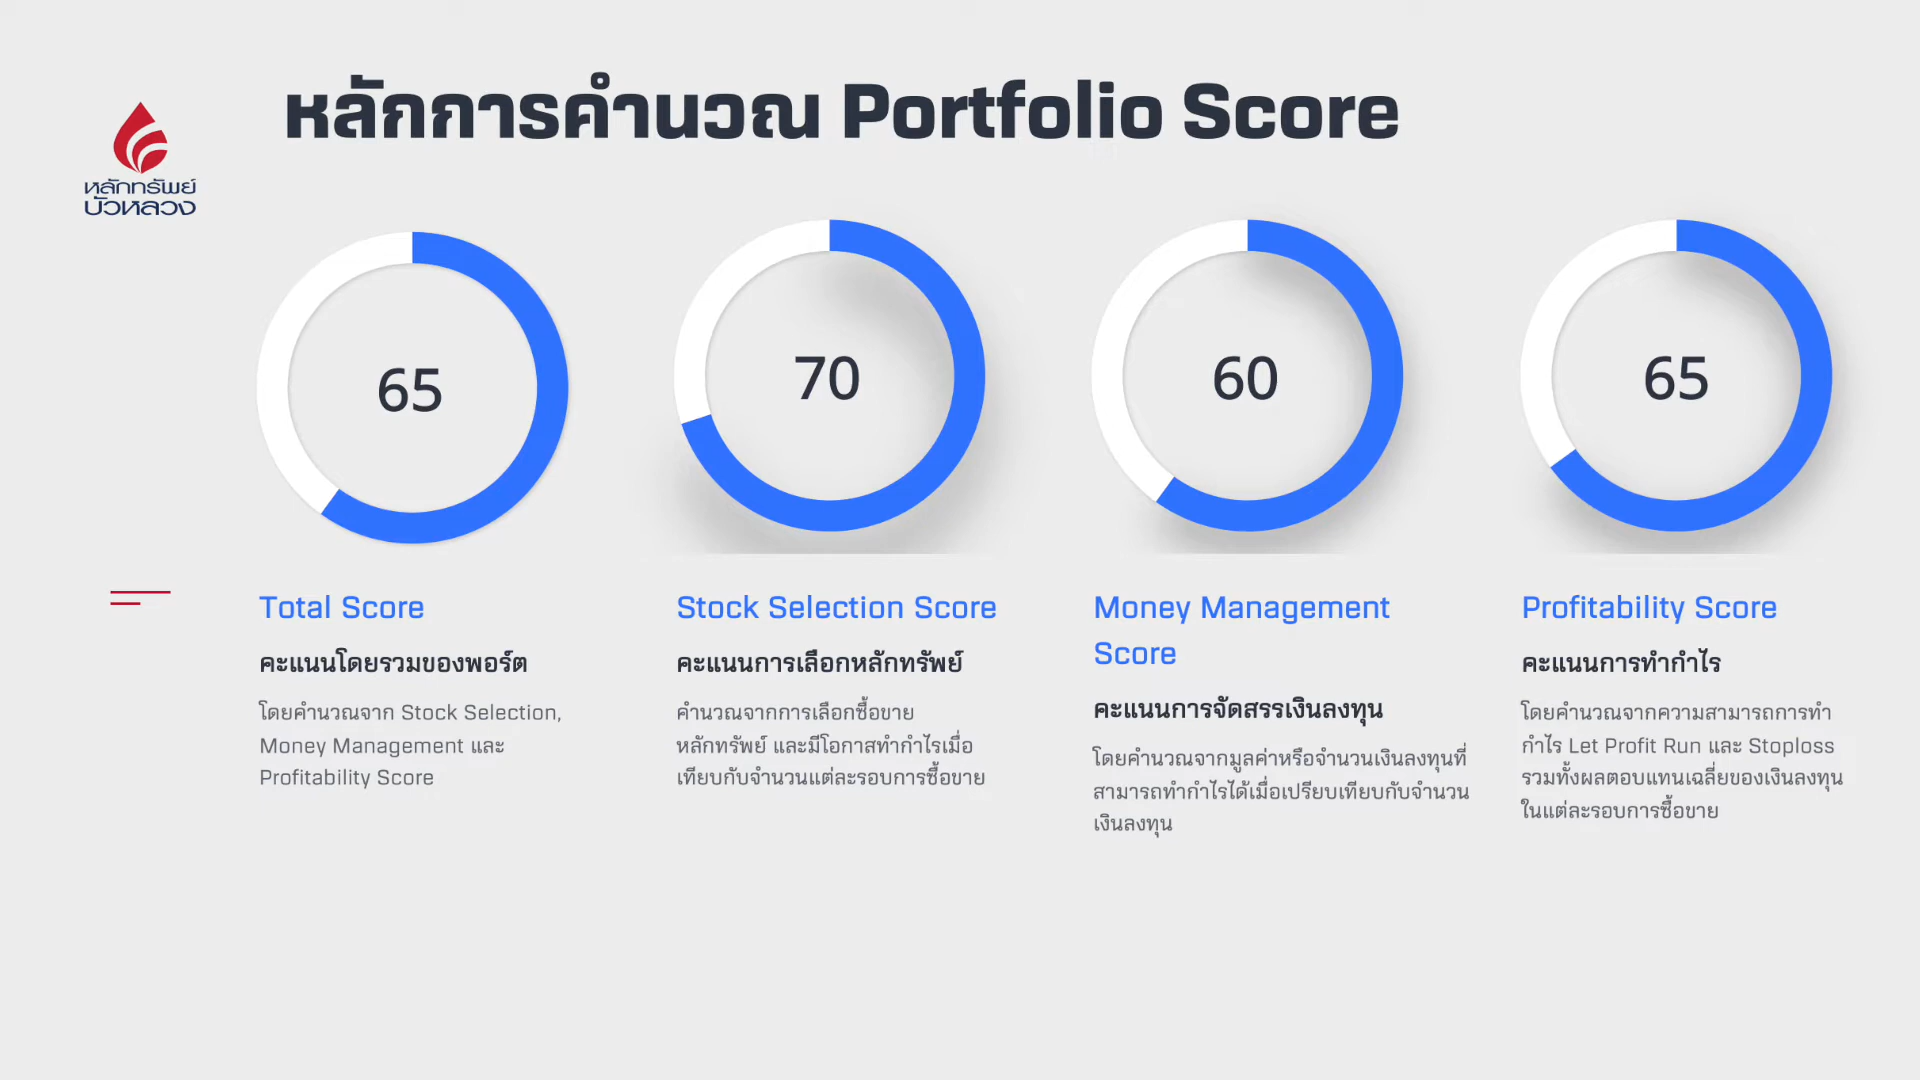 หลักการคำนวณ Portfolio Score
หลักทรัพย์
บัวหลวง
65
70
60
65
Total Score
คะแนนโดยรวมของพอร์ต
โดยคำนวณจาก Stock Selection,
Money Management และ
Profitability Score
Stock Selection Score
คะแนนการเลือกหลักทรัพย์
คำนวณจากการเลือกซื้อขาย
หลักทรัพย์ และมีโอกาสทำกำไรเมื่อ
เทียบกับจำนวนแต่ละรอบการซื้อขาย
Money Management
Score
คะแนนการจัดสรรเงินลงทุน
โดยคำนวณจากมูลค่าหรือจำนวนเงินลงทุนที่
สามารถทำกำไรได้เมื่อเปรียบเทียบกับจำนวน
เงินลงทุน
Profitability Score
คะแนนการทำกำไร
โดยคำนวณจากความสามารถการทำ
กำไร Let Profit Run และ Stoploss
รวมทั้งผลตอบแทนเฉลี่ยของเงินลงทุน
ในแต่ละรอบการซื้อขาย